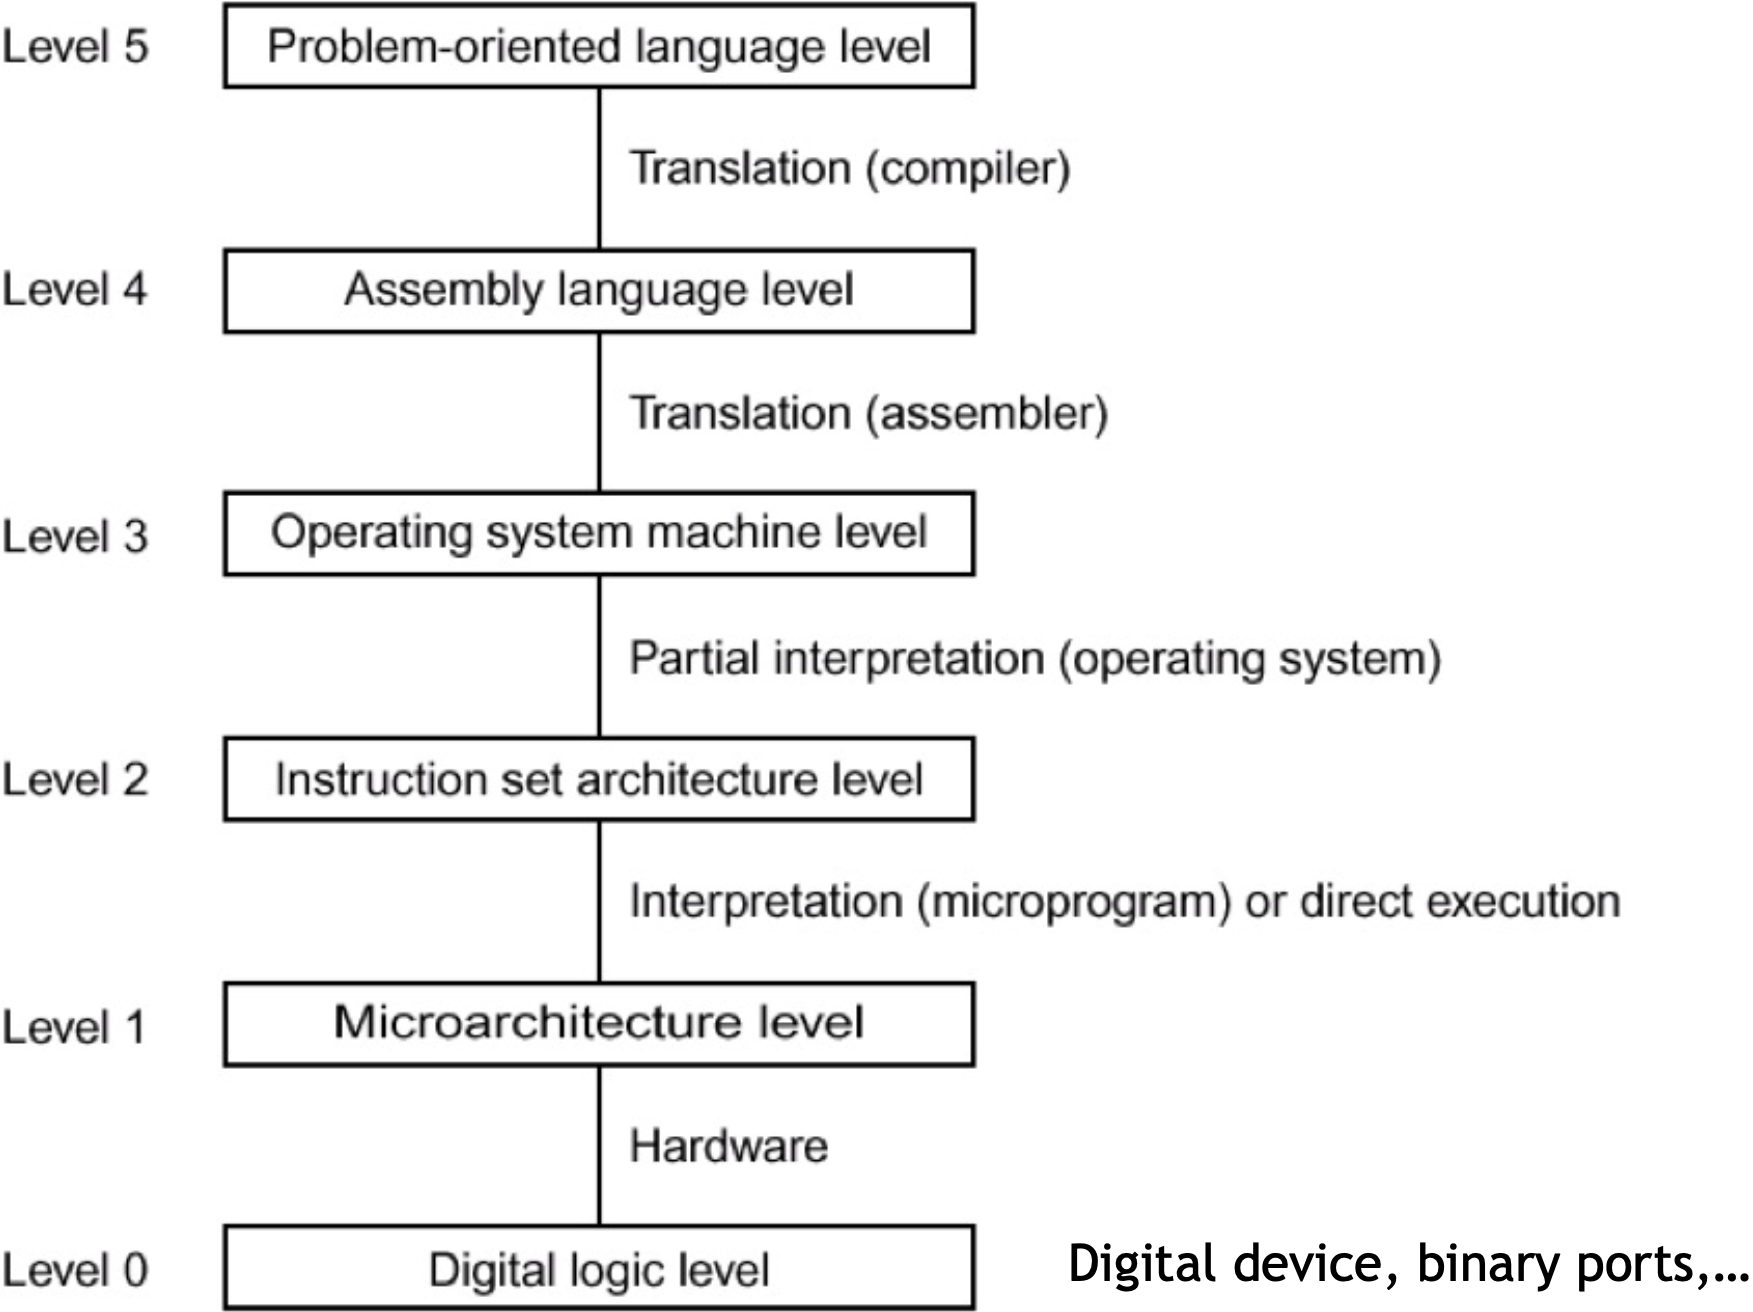 Level 5 Problem-oriented language level
Translation (compiler)
Level 4 Assembly language level
Translation (assembler)
Level 3 Operating system machine level
Partial interpretation (operating system)
Level 2 Instruction set architecture level
Interpretation (microprogram) or direct execution
Level 1 Microarchitecture level
Hardware
Level 0 Digital logic level Digital device, binary ports,...